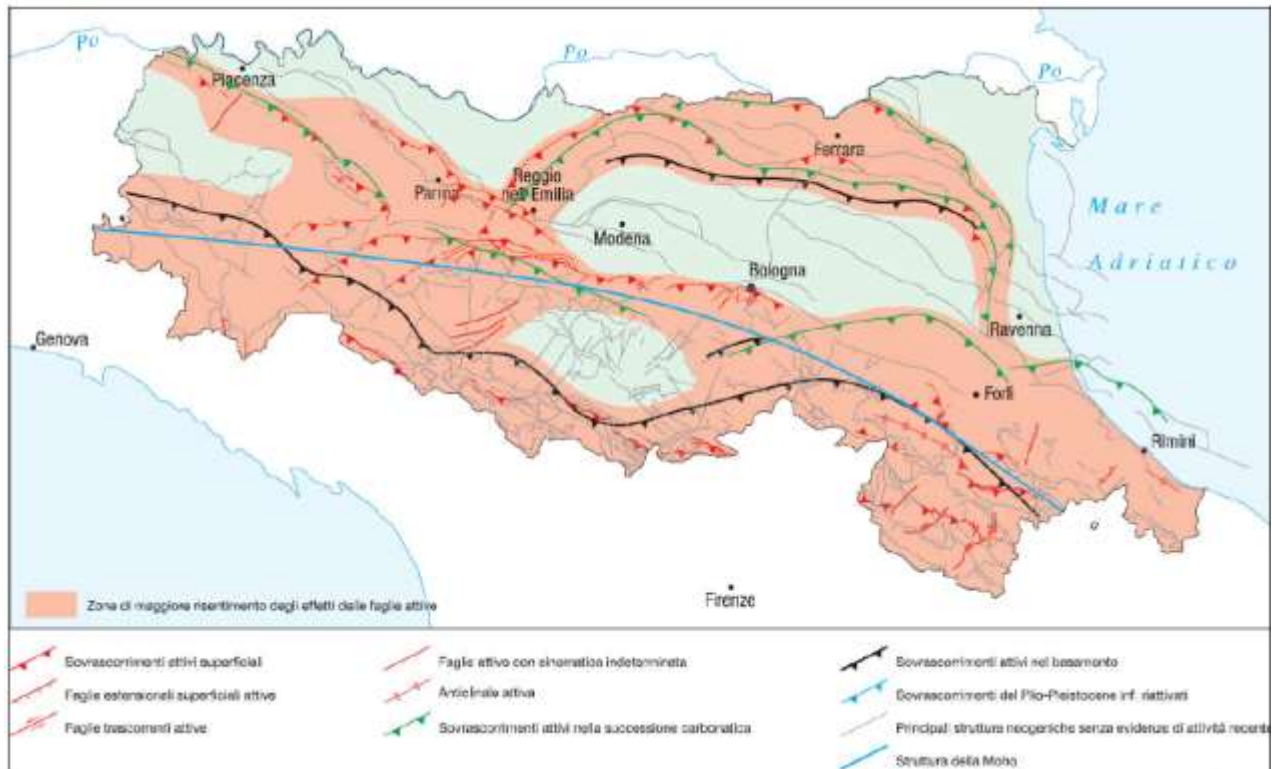 Po
Po
Po
Piacenza
Ferrara
Parma
Reggio
nell'Emilia
Mare
Adriatico
Modena
Bologna
Ravenna
Genova
Forlì
Rimini
Firenze
Zone di maggiore risentimento degli effetti delle faglie attive
Sovrascorrimenti attivi superficiali
Faglie estensionali superficiali attive
Faglie trascorrenti attive
Faglie attive con cinematica indeterminata
Anticlinale attiva
Sovrascorrimenti attivi nella successione carbonatica
Sovrascorrimenti attivi nel basamento
Sovrascorrimenti del Plio-Pleistocene inf. riattivati
Principali strutture neogeniche senza evidenze di attività recente
Struttura della Moho